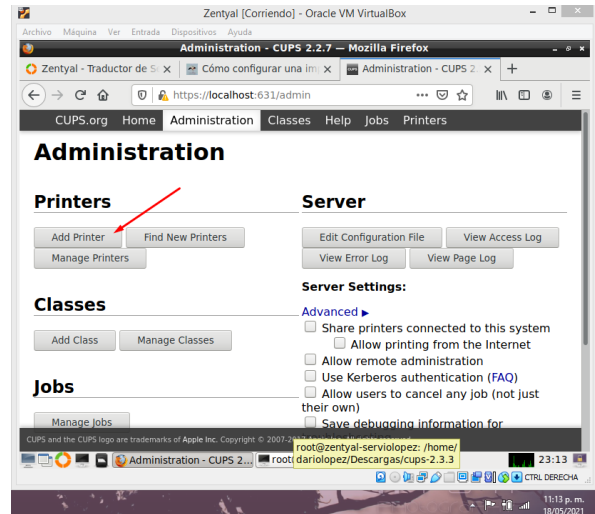 Zentyal [Corriendo] - Oracle VM VirtualBox
Archivo Máquina Ver Entrada Dispositivos Ayuda
Administration - CUPS 2.2.7 — Mozilla Firefox
Zentyal - Traductor de S
Cómo configurar una im
Administration - CUPS 2.
https://localhost:631/admin
CUPS.org Home Administration Classes Help Jobs Printers
Administration
Printers
Add Printer Find New Printers
Manage Printers
Classes
Add Class Manage Classes
Jobs
Manage Jobs
Server
Edit Configuration File View Access Log
View Error Log View Page Log
Server Settings:
Advanced ▶
Share printers connected to this system
Allow printing from the Internet
Allow remote administration
Use Kerberos authentication (FAQ)
Allow users to cancel any job (not just
their own)
Save debugging information for
CUPS and the CUPS logo are trademarks of Apple Inc. Copyright © 2007-2
root@zentyal-serviolopez: /home/
dariolopez/Descargas/cups-2.3.3
Administration - CUPS 2...
root
23:13
CTRL DERECHA
11:13 p. m.
18/05/2021